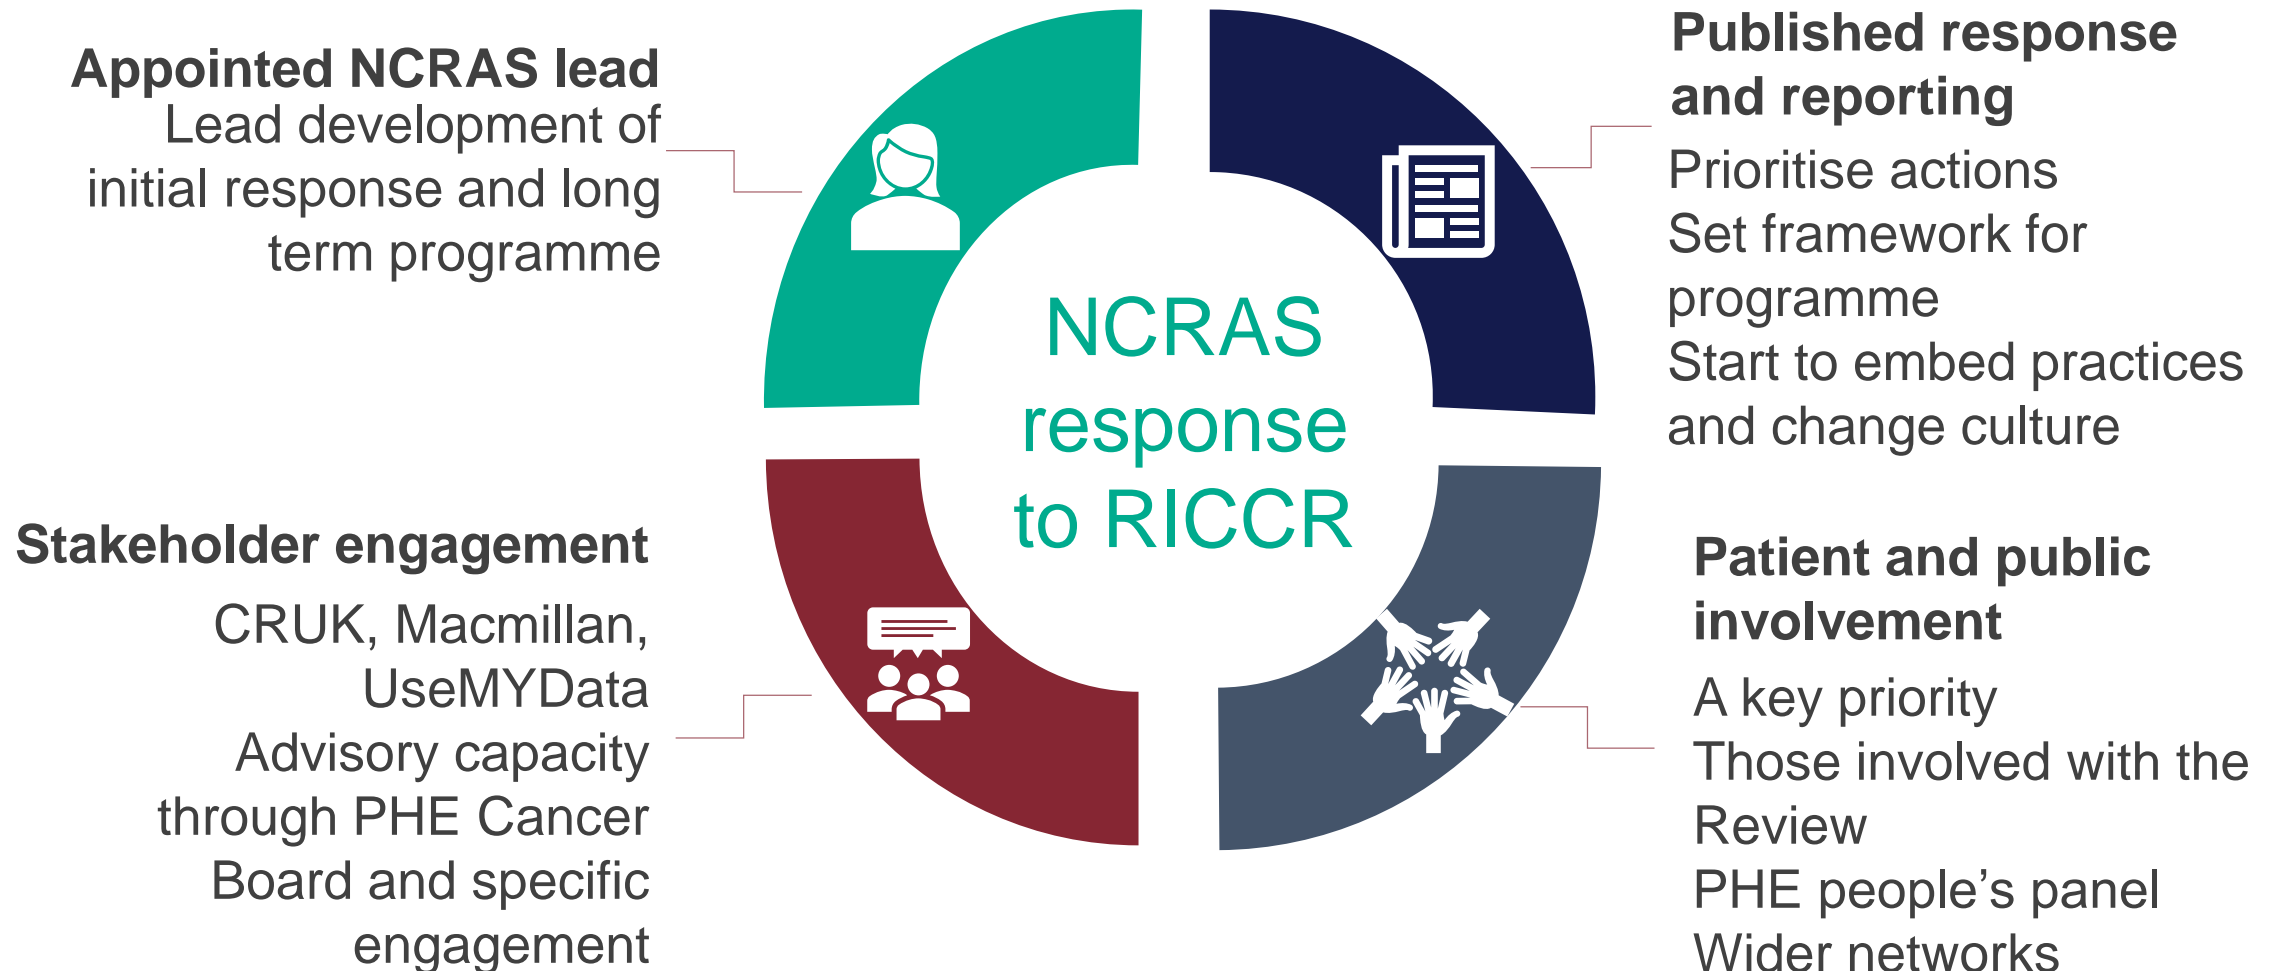 Appointed NCRAS lead
Lead development of
initial response and long
term programme
Published response
and reporting
Prioritise actions
Set framework for
programme
Start to embed practices
and change culture
NCRAS
response
to RICCR
Stakeholder engagement
CRUK, Macmillan,
UseMYData
Advisory capacity
through PHE Cancer
Board and specific
engagement
Patient and public
involvement
A key priority
Those involved with the
Review
PHE people’s panel
Wider networks